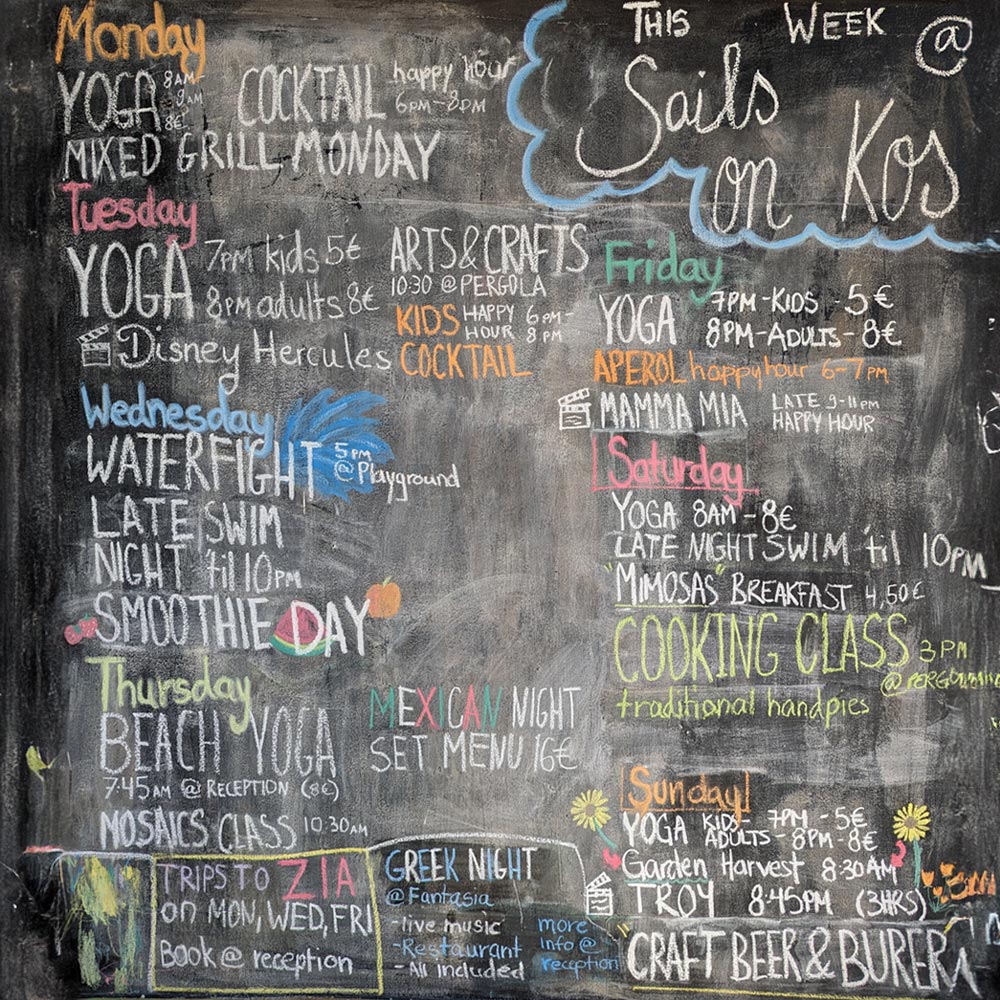 THIS WEEK @
Sails
on Kos
Monday
YOGA 8AM-
9AM
8€
COCKTAIL happy hour
6PM-8PM
MIXED GRILL MONDAY
Tuesday
YOGA 7PM kids 5€
8PM adults 8€
Disney Hercules
ARTS & CRAFTS
10:30 @ PERGOLA
KIDS HAPPY 6PM-
HOUR 8PM
COCKTAIL
Wednesday
WATERFIGHT 5PM
@ Playground
LATE SWIM
NIGHT 'til 10PM
SMOOTHIE DAY
Thursday
BEACH YOGA
7:45AM @ RECEPTION (8€)
MOSAICS CLASS 10:30AM
MEXICAN NIGHT
SET MENU 16€
TRIPS TO ZIA
on MON, WED, FRI
Book @ reception
GREEK NIGHT
@ Fantasia
-live music
-Restaurant
-All included
more
info @
reception
Friday
YOGA 7PM-KIDS - 5€
8PM-ADULTS-8€
APEROL happy hour 6-7PM
MAMMA MIA LATE 9-11PM
HAPPY HOUR
Saturday
YOGA 8AM-8€
LATE NIGHT SWIM 'til 10PM
"MIMOSAS" BREAKFAST 4,50€
COOKING CLASS 3PM
traditional handpies
Sunday
YOGA KIDS- 7PM -5€
ADULTS- 8PM-8€
Garden Harvest 8:30AM
TROY 8:45PM (3HRS)
"CRAFT BEER & BURERA